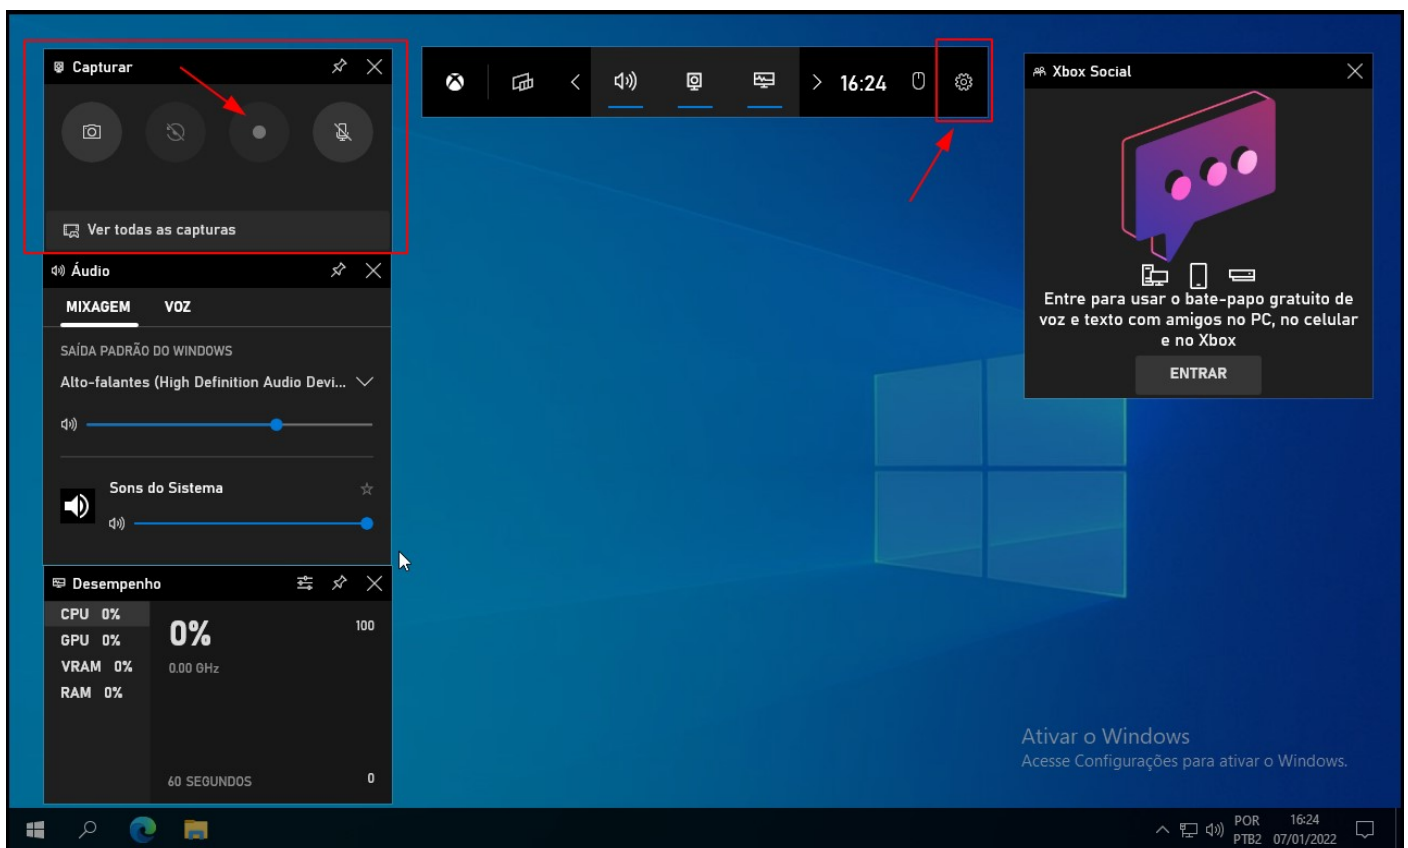 Capturar
Ver todas as capturas
Áudio
MIXAGEM VOZ
SAÍDA PADRÃO DO WINDOWS
Alto-falantes (High Definition Audio Devi...
Sons do Sistema
Desempenho
CPU 0%
GPU 0%
VRAM 0%
RAM 0%
0%
0.00 GHz
100
60 SEGUNDOS
0
16:24
Xbox Social
Entre para usar o bate-papo gratuito de
voz e texto com amigos no PC, no celular
e no Xbox
ENTRAR
Ativar o Windows
Acesse Configurações para ativar o Windows.
POR
PTB2
16:24
07/01/2022